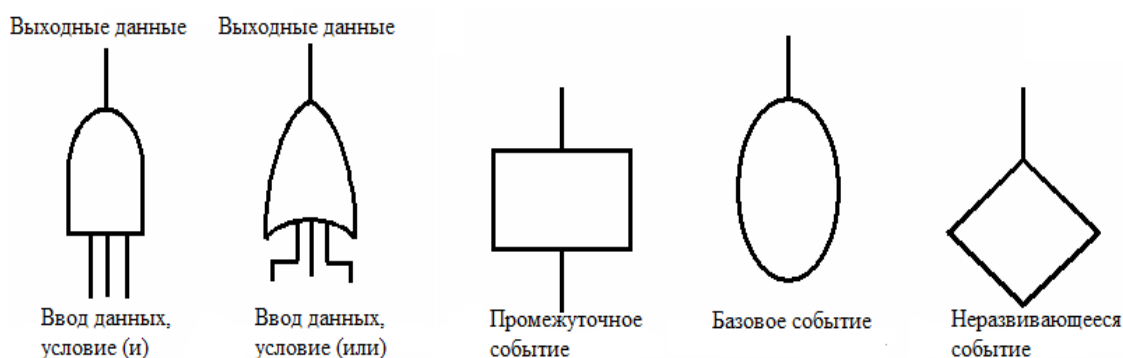 Выходные данные
Выходные данные
Ввод данных,
условие (и)
Ввод данных,
условие (или)
Промежуточное
событие
Базовое событие
Неразвивающееся
событие